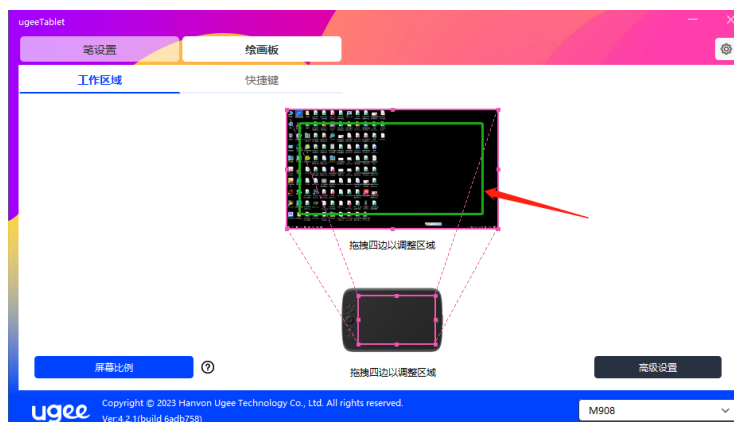 ugeeTablet
笔设置
绘画板
工作区域
快捷键
拖拽四边以调整区域
拖拽四边以调整区域
屏幕比例
?
高级设置
ugee
Copyright © 2023 Hanvon Ugee Technology Co., Ltd. All rights reserved.
Ver:4.2.1(build 6adb758)
M908